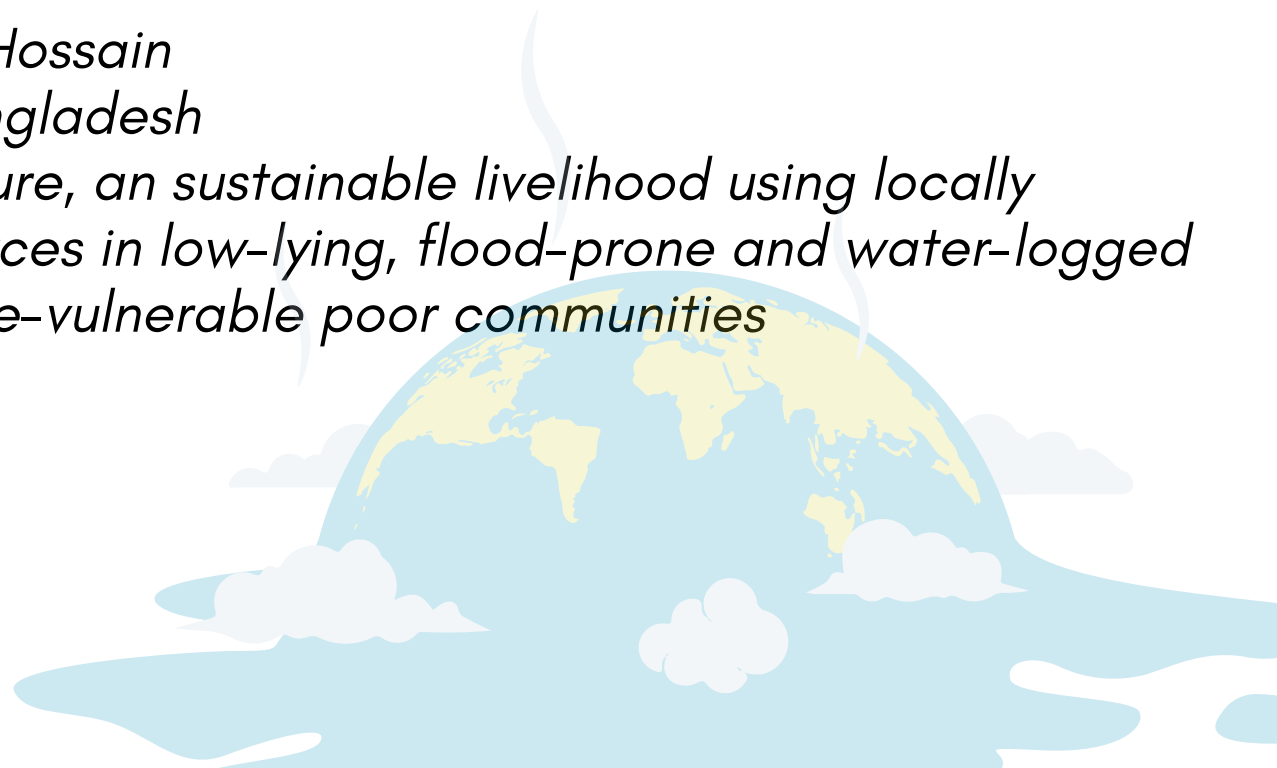 Hossain
ngladesh
ure, an sustainable livelihood using locally
ces in low-lying, flood-prone and water-logged
e-vulnerable poor communities